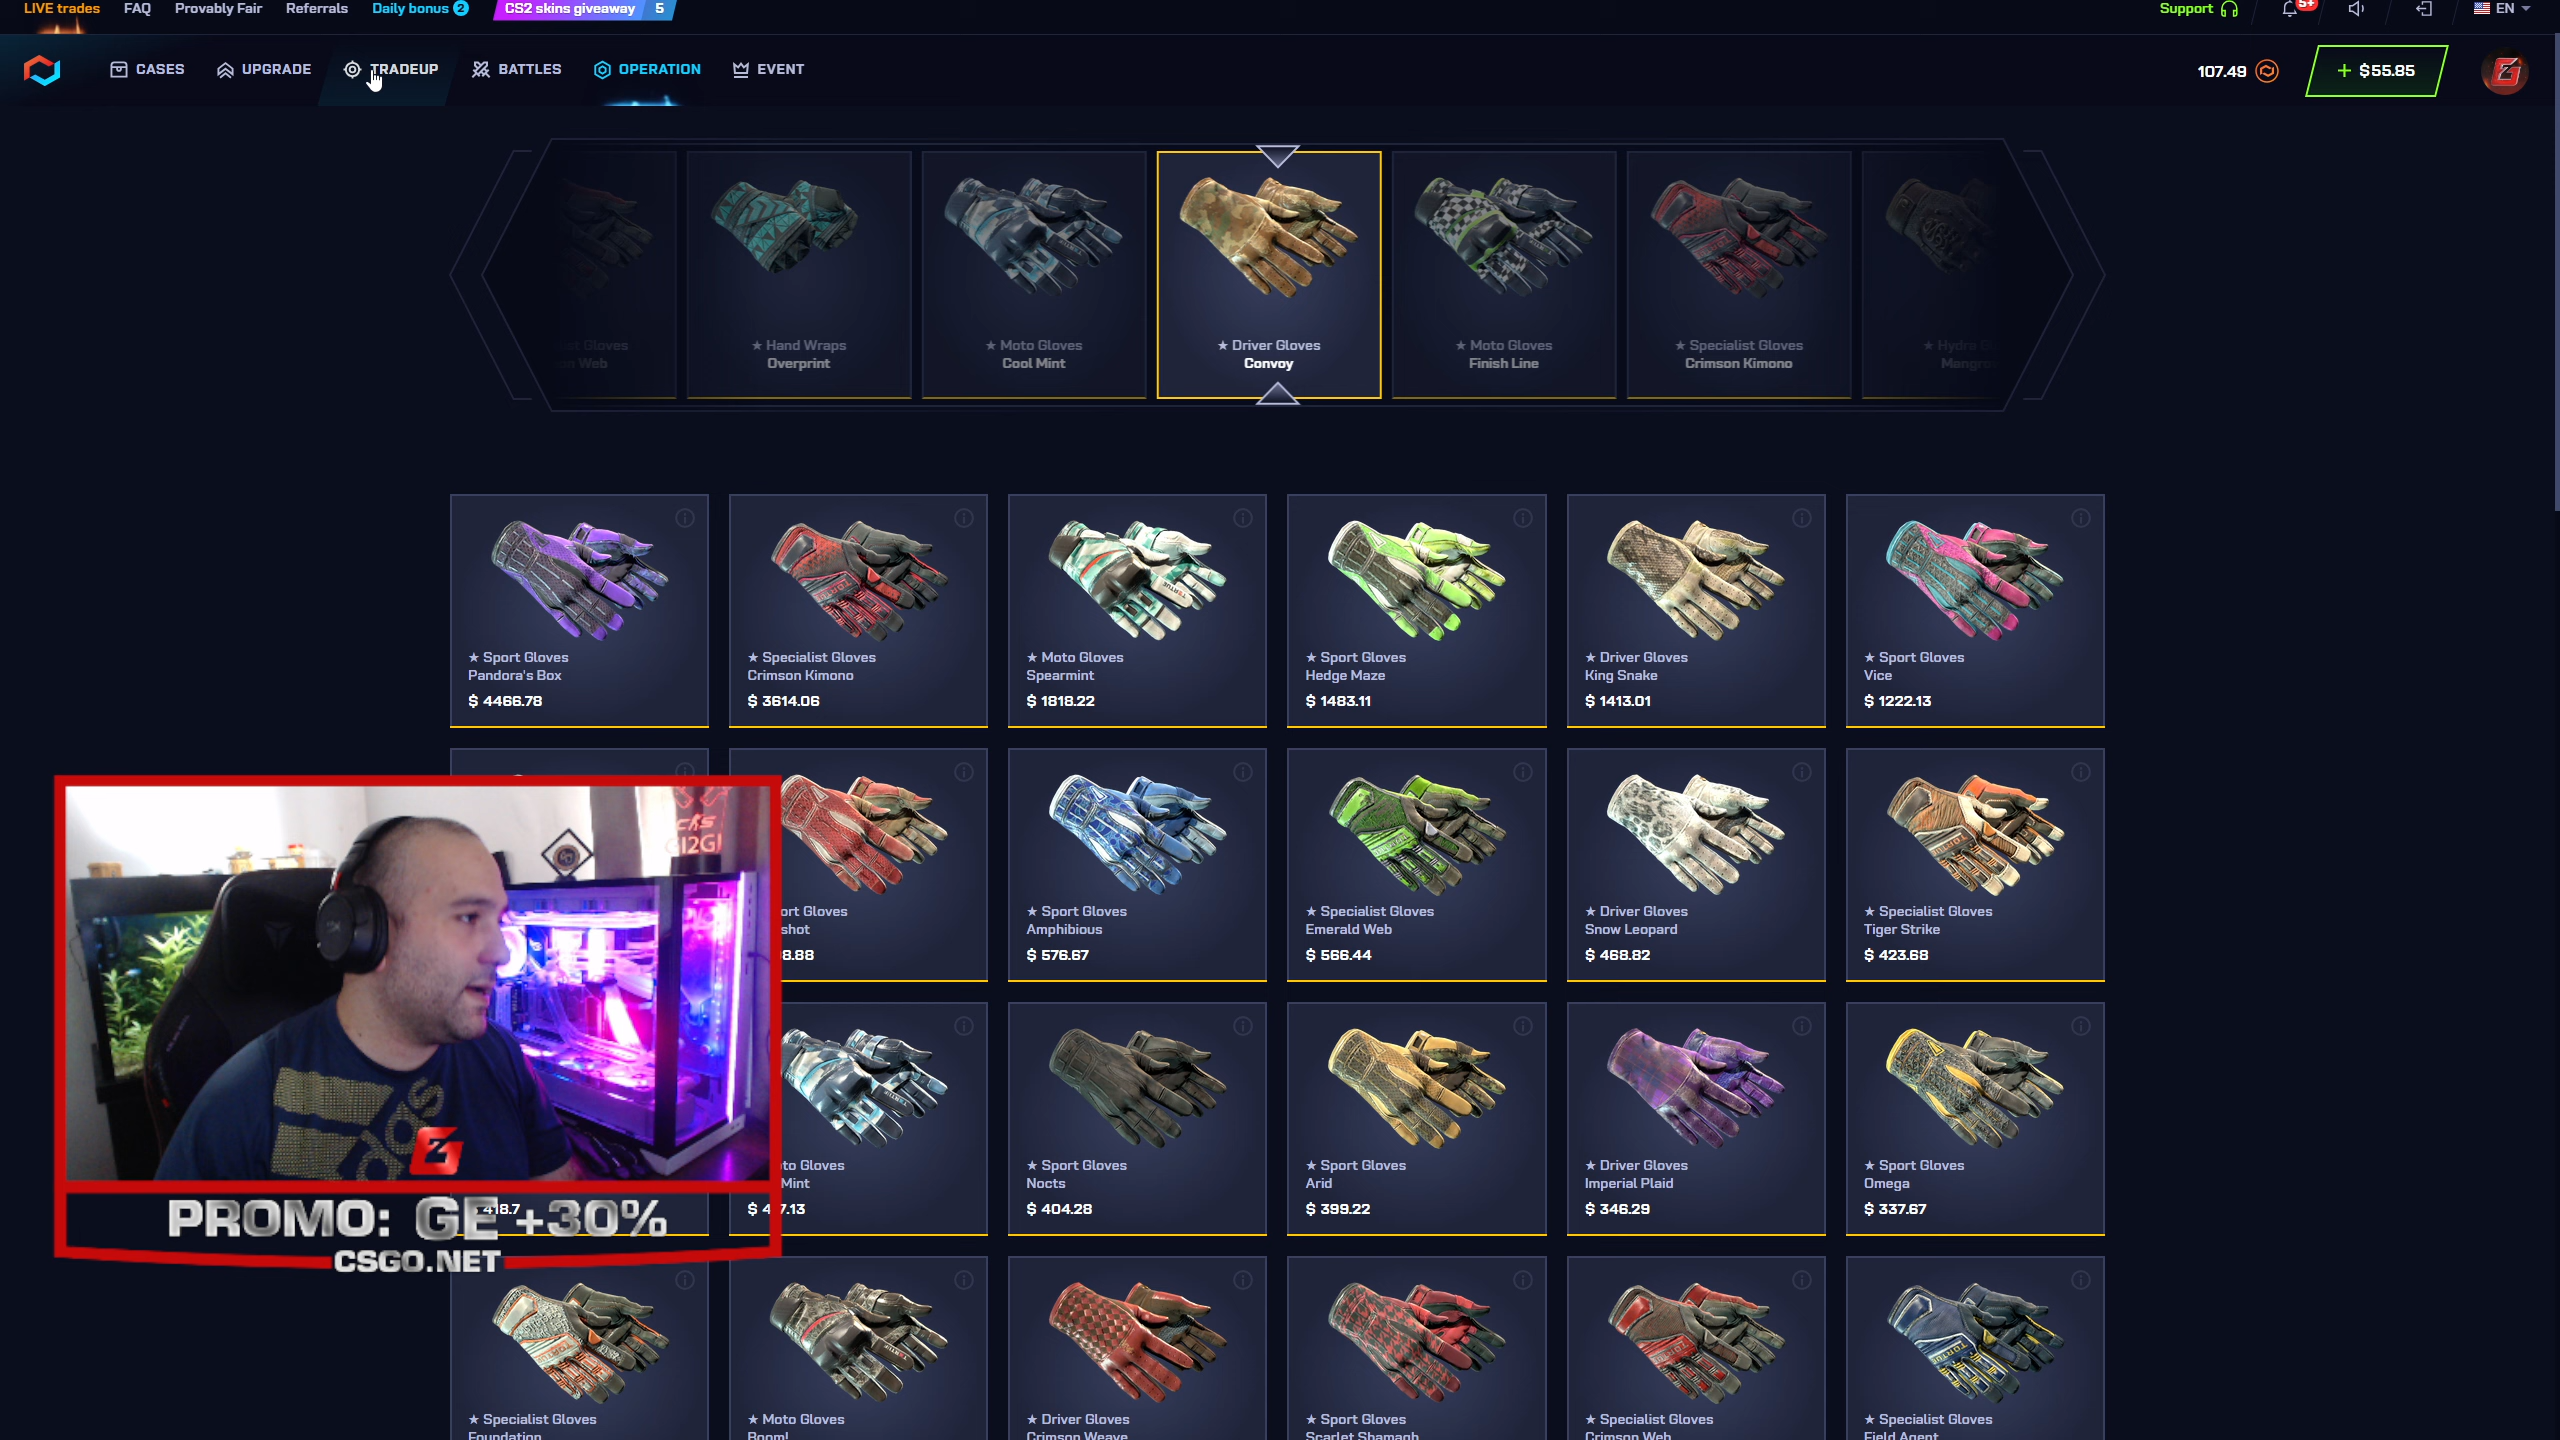 LIVE trades FAQ Provably Fair Referrals Daily bonus 2 CS2 skins giveaway 5 Support 5+ EN
CASES UPGRADE TRADEUP BATTLES OPERATION EVENT 107.49 + $55.85
★ Hand Wraps
Overprint
★ Moto Gloves
Cool Mint
★ Driver Gloves
Convoy
★ Moto Gloves
Finish Line
★ Specialist Gloves
Crimson Kimono
★ Hydra
★ Sport Gloves
Pandora's Box
$ 4466.78
★ Specialist Gloves
Crimson Kimono
$ 3614.06
★ Moto Gloves
Spearmint
$ 1818.22
★ Sport Gloves
Hedge Maze
$ 1483.11
★ Driver Gloves
King Snake
$ 1413.01
★ Sport Gloves
Vice
$ 1222.13
Gloves
★ Sport Gloves
Amphibious
$ 576.67
★ Specialist Gloves
Emerald Web
$ 566.44
★ Driver Gloves
Snow Leopard
$ 468.82
★ Specialist Gloves
Tiger Strike
$ 423.68
Gloves
Mint
★ Sport Gloves
Nocts
$ 404.28
★ Sport Gloves
Arid
$ 399.22
★ Driver Gloves
Imperial Plaid
$ 346.29
★ Sport Gloves
Omega
$ 337.67
PROMO: GE +30%
CSGO.NET
★ Specialist Gloves
Foundation
★ Moto Gloves
Boom!
★ Driver Gloves
Crimson Weave
★ Sport Gloves
Scarlet Shamagh
★ Specialist Gloves
Crimson Web
★ Specialist Gloves
Field Agent